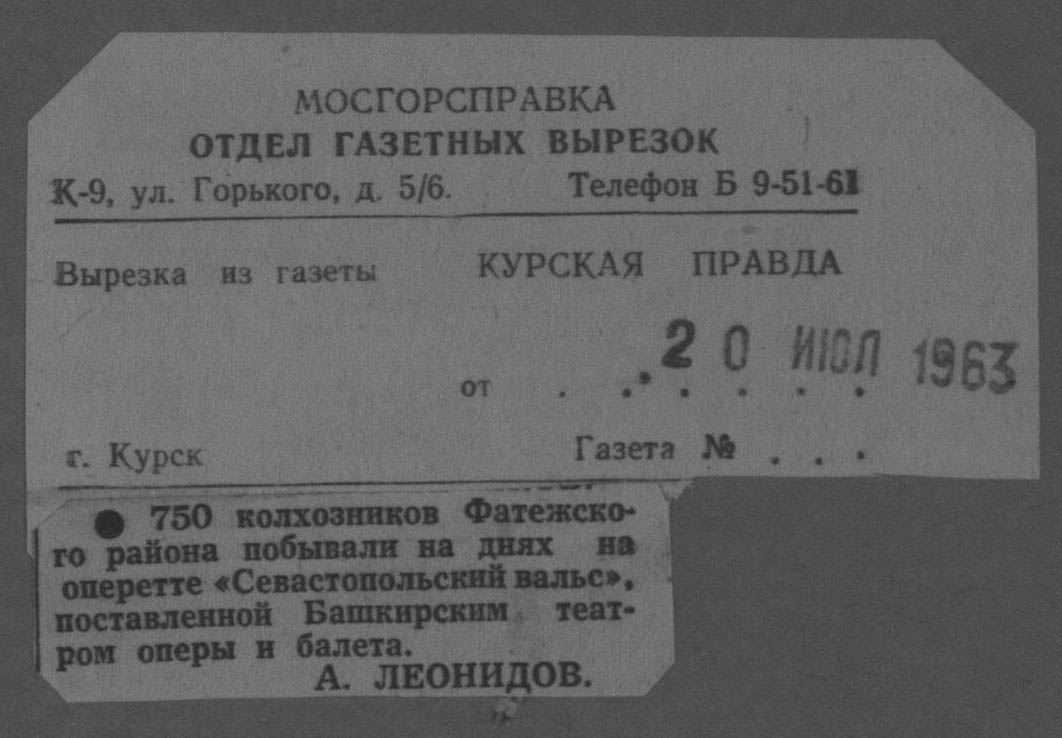 МОСГОРСПРАВКА
ОТДЕЛ ГАЗЕТНЫХ ВЫРЕЗОК
К-9, ул. Горького, д. 5/6. Телефон Б 9-51-61
Вырезка из газеты КУРСКАЯ ПРАВДА
от . . . . . . 20 ИЮЛ 1963
г. Курск Газета № . . .
● 750 колхозников Фатежско-
го района побывали на днях на
оперетте «Севастопольский вальс»,
поставленной Башкирским теат-
ром оперы и балета.
А. ЛЕОНИДОВ.